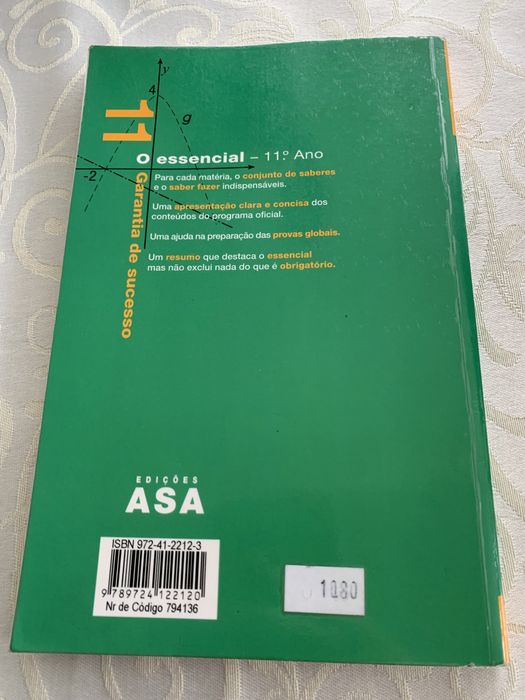 y
4
g
-2
11
Garantia de sucesso
O essencial – 11.º Ano
Para cada matéria, o conjunto de saberes
e o saber fazer indispensáveis.
Uma apresentação clara e concisa dos
conteúdos do programa oficial.
Uma ajuda na preparação das provas globais.
Um resumo que destaca o essencial
mas não exclui nada do que é obrigatório.
EDIÇÕES
ASA
ISBN 972-41-2212-3
9 789724 122120
Nr de Código 794136
1080